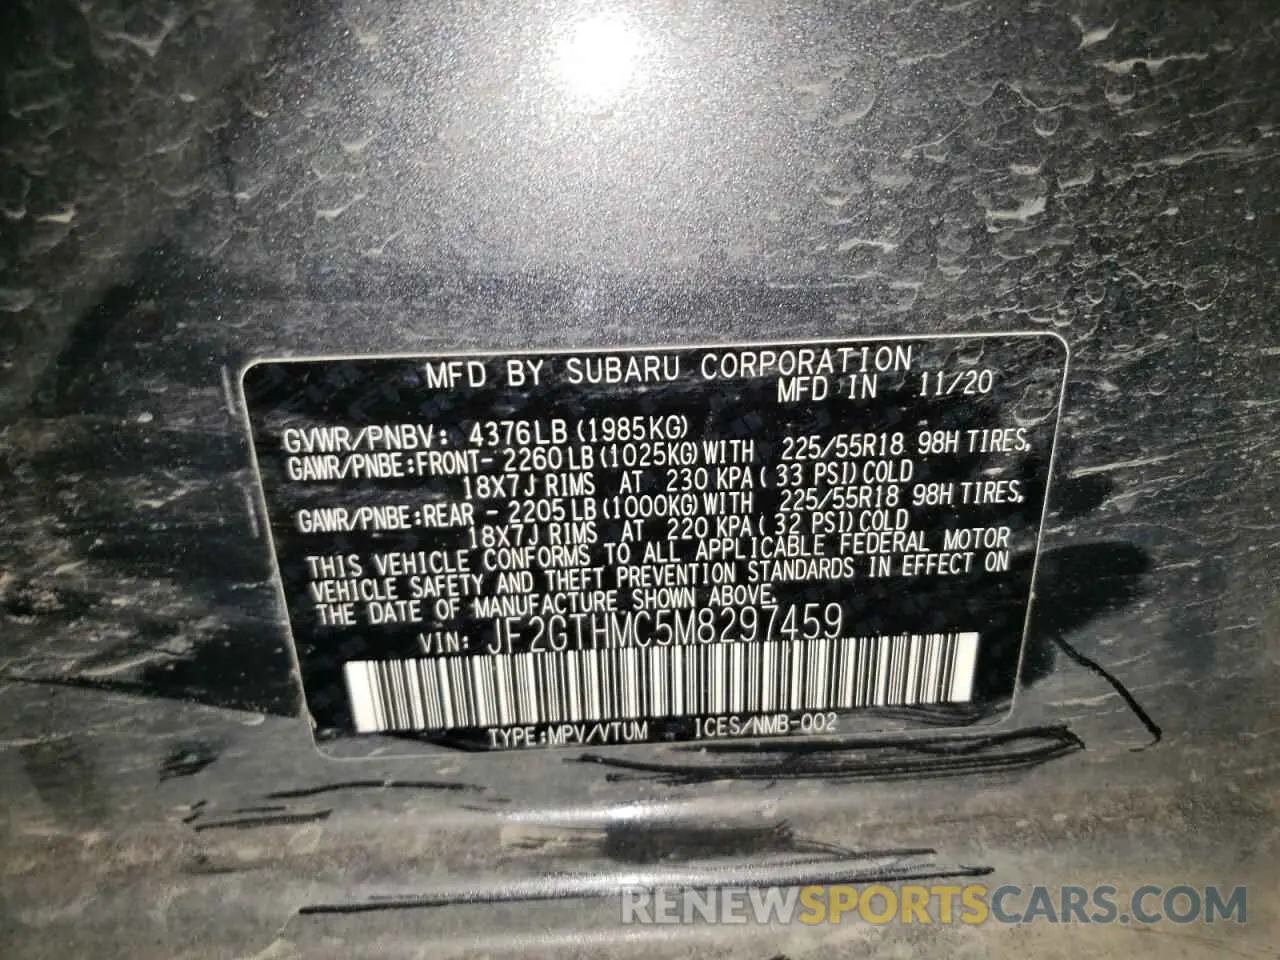 MFD BY SUBARU CORPORATION
MFD IN 11/20
GVWR/PNBV: 4376LB (1985KG)
GAWR/PNBE:FRONT- 2260LB (1025KG) WITH 225/55R18 98H TIRES,
18X7J RIMS AT 230 KPA ( 33 PSI) COLD
GAWR/PNBE:REAR - 2205LB (1000KG) WITH 225/55R18 98H TIRES.
18X7J RIMS AT 220 KPA ( 32 PSI) COLD
THIS VEHICLE CONFORMS TO ALL APPLICABLE FEDERAL MOTOR
VEHICLE SAFETY AND THEFT PREVENTION STANDARDS IN EFFECT ON
THE DATE OF MANUFACTURE SHOWN ABOVE.
VIN: JF2GTHMC5M8297459
TYPE:MPV/VTUM ICES/NMB-002
RENEWSPORTSCARS.COM